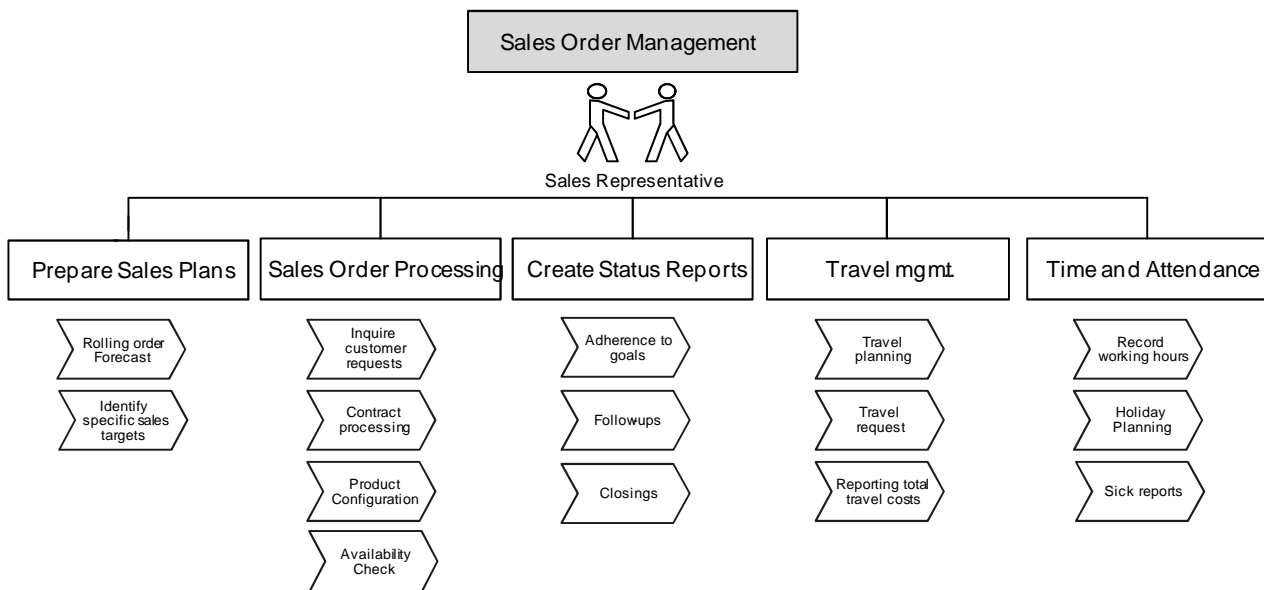 Sales Order Management
Sales Representative
Prepare Sales Plans
Rolling order
Forecast
Identify
specific sales
targets
Sales Order Processing
Inquire
customer
requests
Contract
processing
Product
Configuration
Availability
Check
Create Status Reports
Adherence to
goals
Follow-ups
Closings
Travel mgmt.
Travel
planning
Travel
request
Reporting total
travel costs
Time and Attendance
Record
working hours
Holiday
Planning
Sick reports